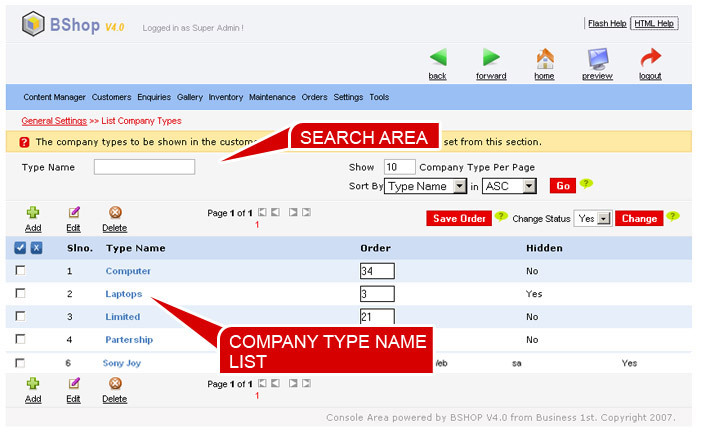 BShop V4.0
Logged in as Super Admin !
Flash Help HTML Help
back forward home preview logout
Content Manager Customers Enquiries Gallery Inventory Maintenance Orders Settings Tools
General Settings >> List Company Types
The company types to be shown in the custome
set from this section.
SEARCH AREA
Type Name
Show 10 Company Type Per Page
Sort By Type Name in ASC Go ?
Add Edit Delete
Page 1 of 1
1
Save Order ? Change Status Yes Change ?
Slno. Type Name Order Hidden
1 Computer 34 No
2 Laptops 3 Yes
3 Limited 21 No
4 Partership No
COMPANY TYPE NAME
LIST
6 Sony Joy sa Yes
Add Edit Delete
Page 1 of 1
1
Console Area powered by BSHOP V4.0 from Business 1st. Copyright 2007.